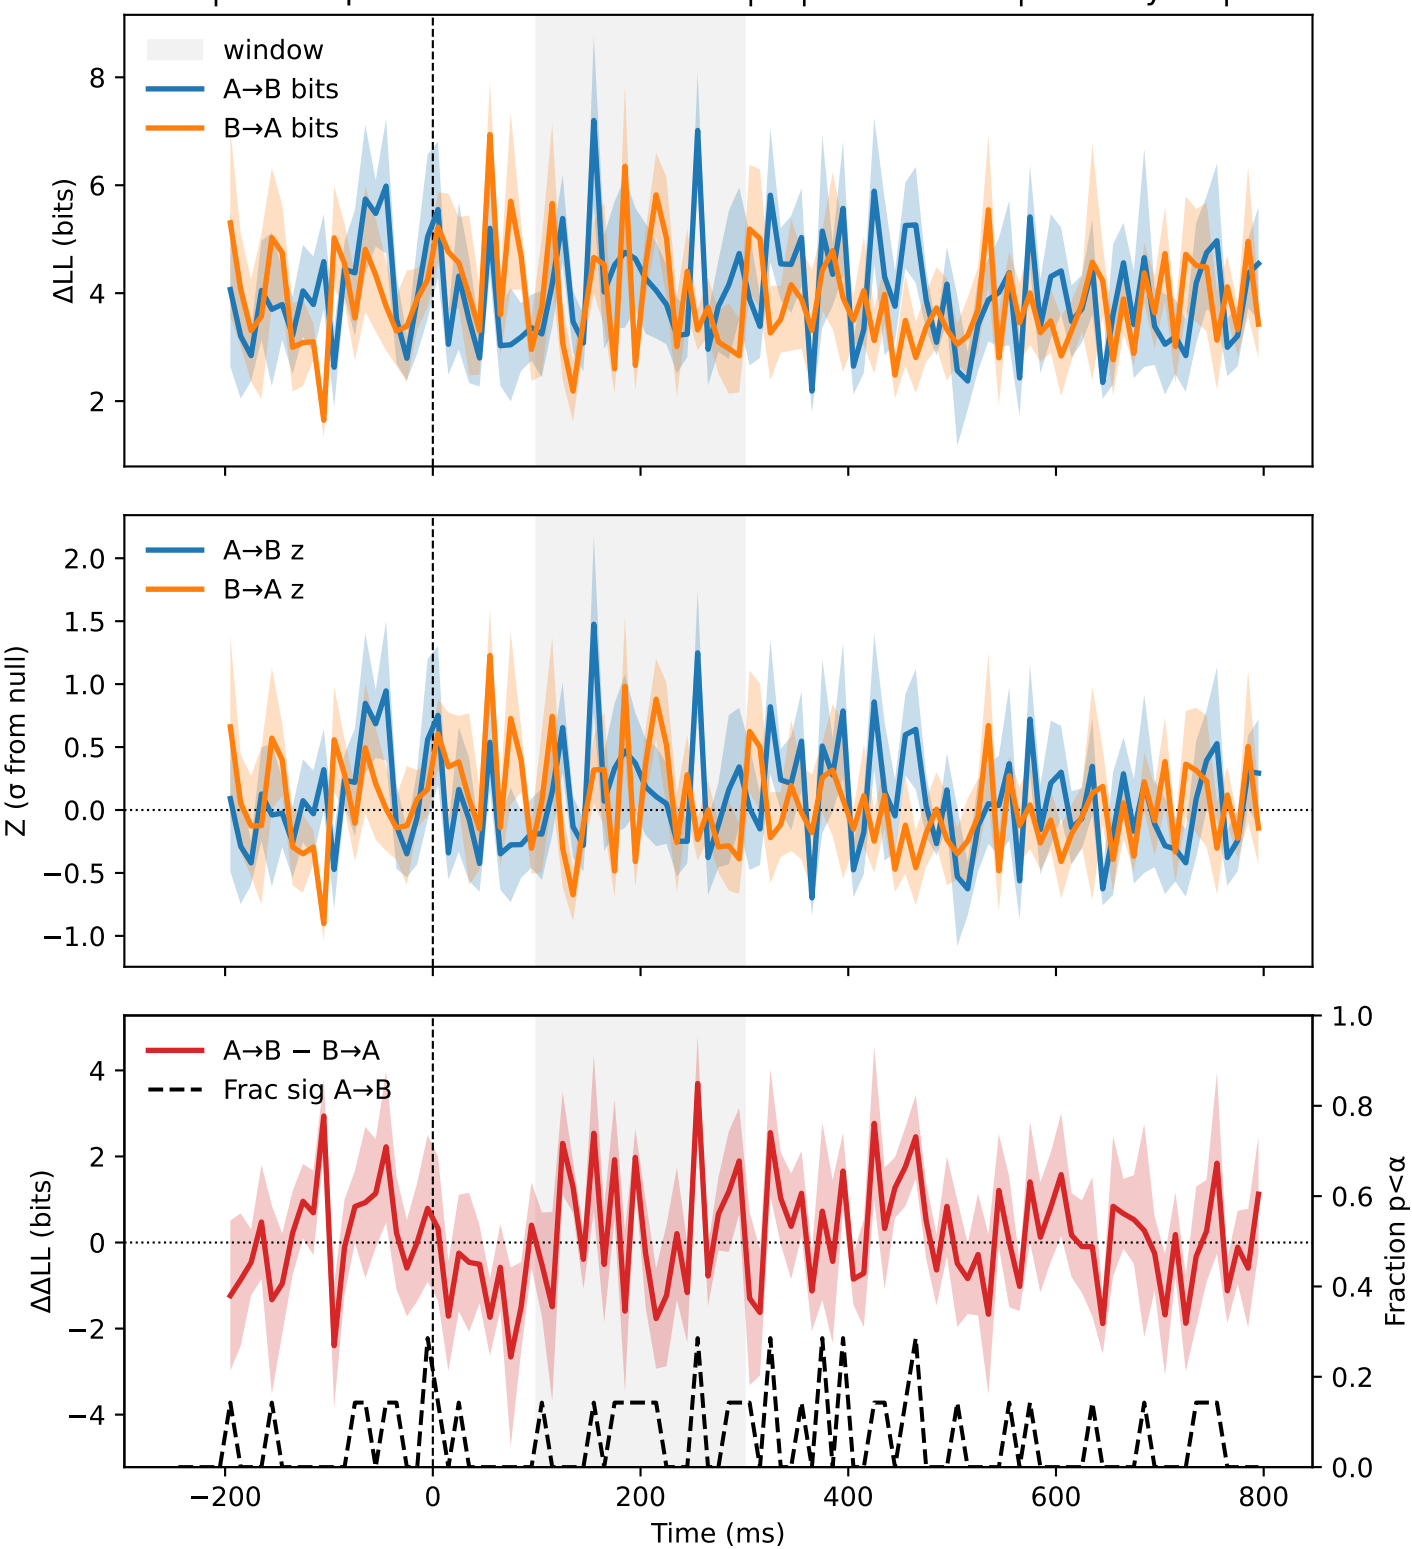 window
A→B bits
B→A bits
8
6
4
2
ΔLL (bits)
A→B z
B→A z
2.0
1.5
1.0
0.5
0.0
−0.5
−1.0
Z (σ from null)
A→B − B→A
Frac sig A→B
4
2
0
−2
−4
ΔΔLL (bits)
1.0
0.8
0.6
0.4
0.2
0.0
Fraction p<α
−200
0
200
400
600
800
Time (ms)